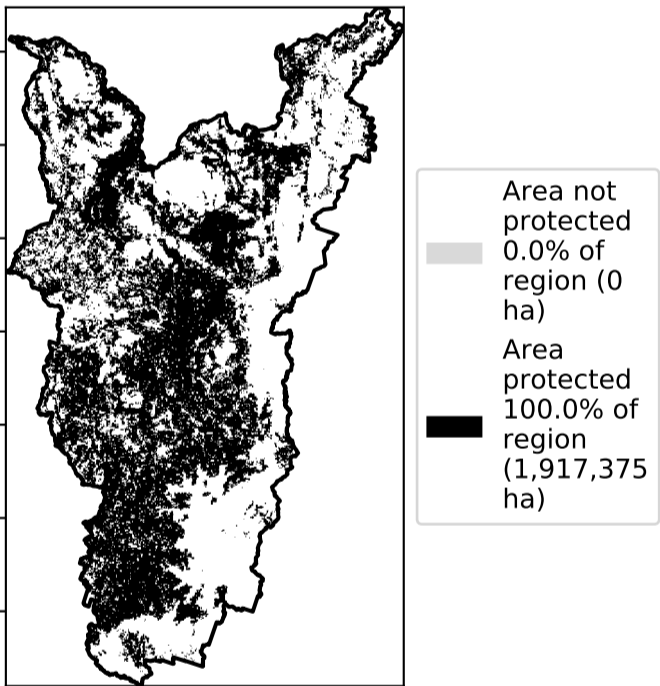 Area not
protected
0.0% of
region (0
ha)
Area
protected
100.0% of
region
(1,917,375
ha)